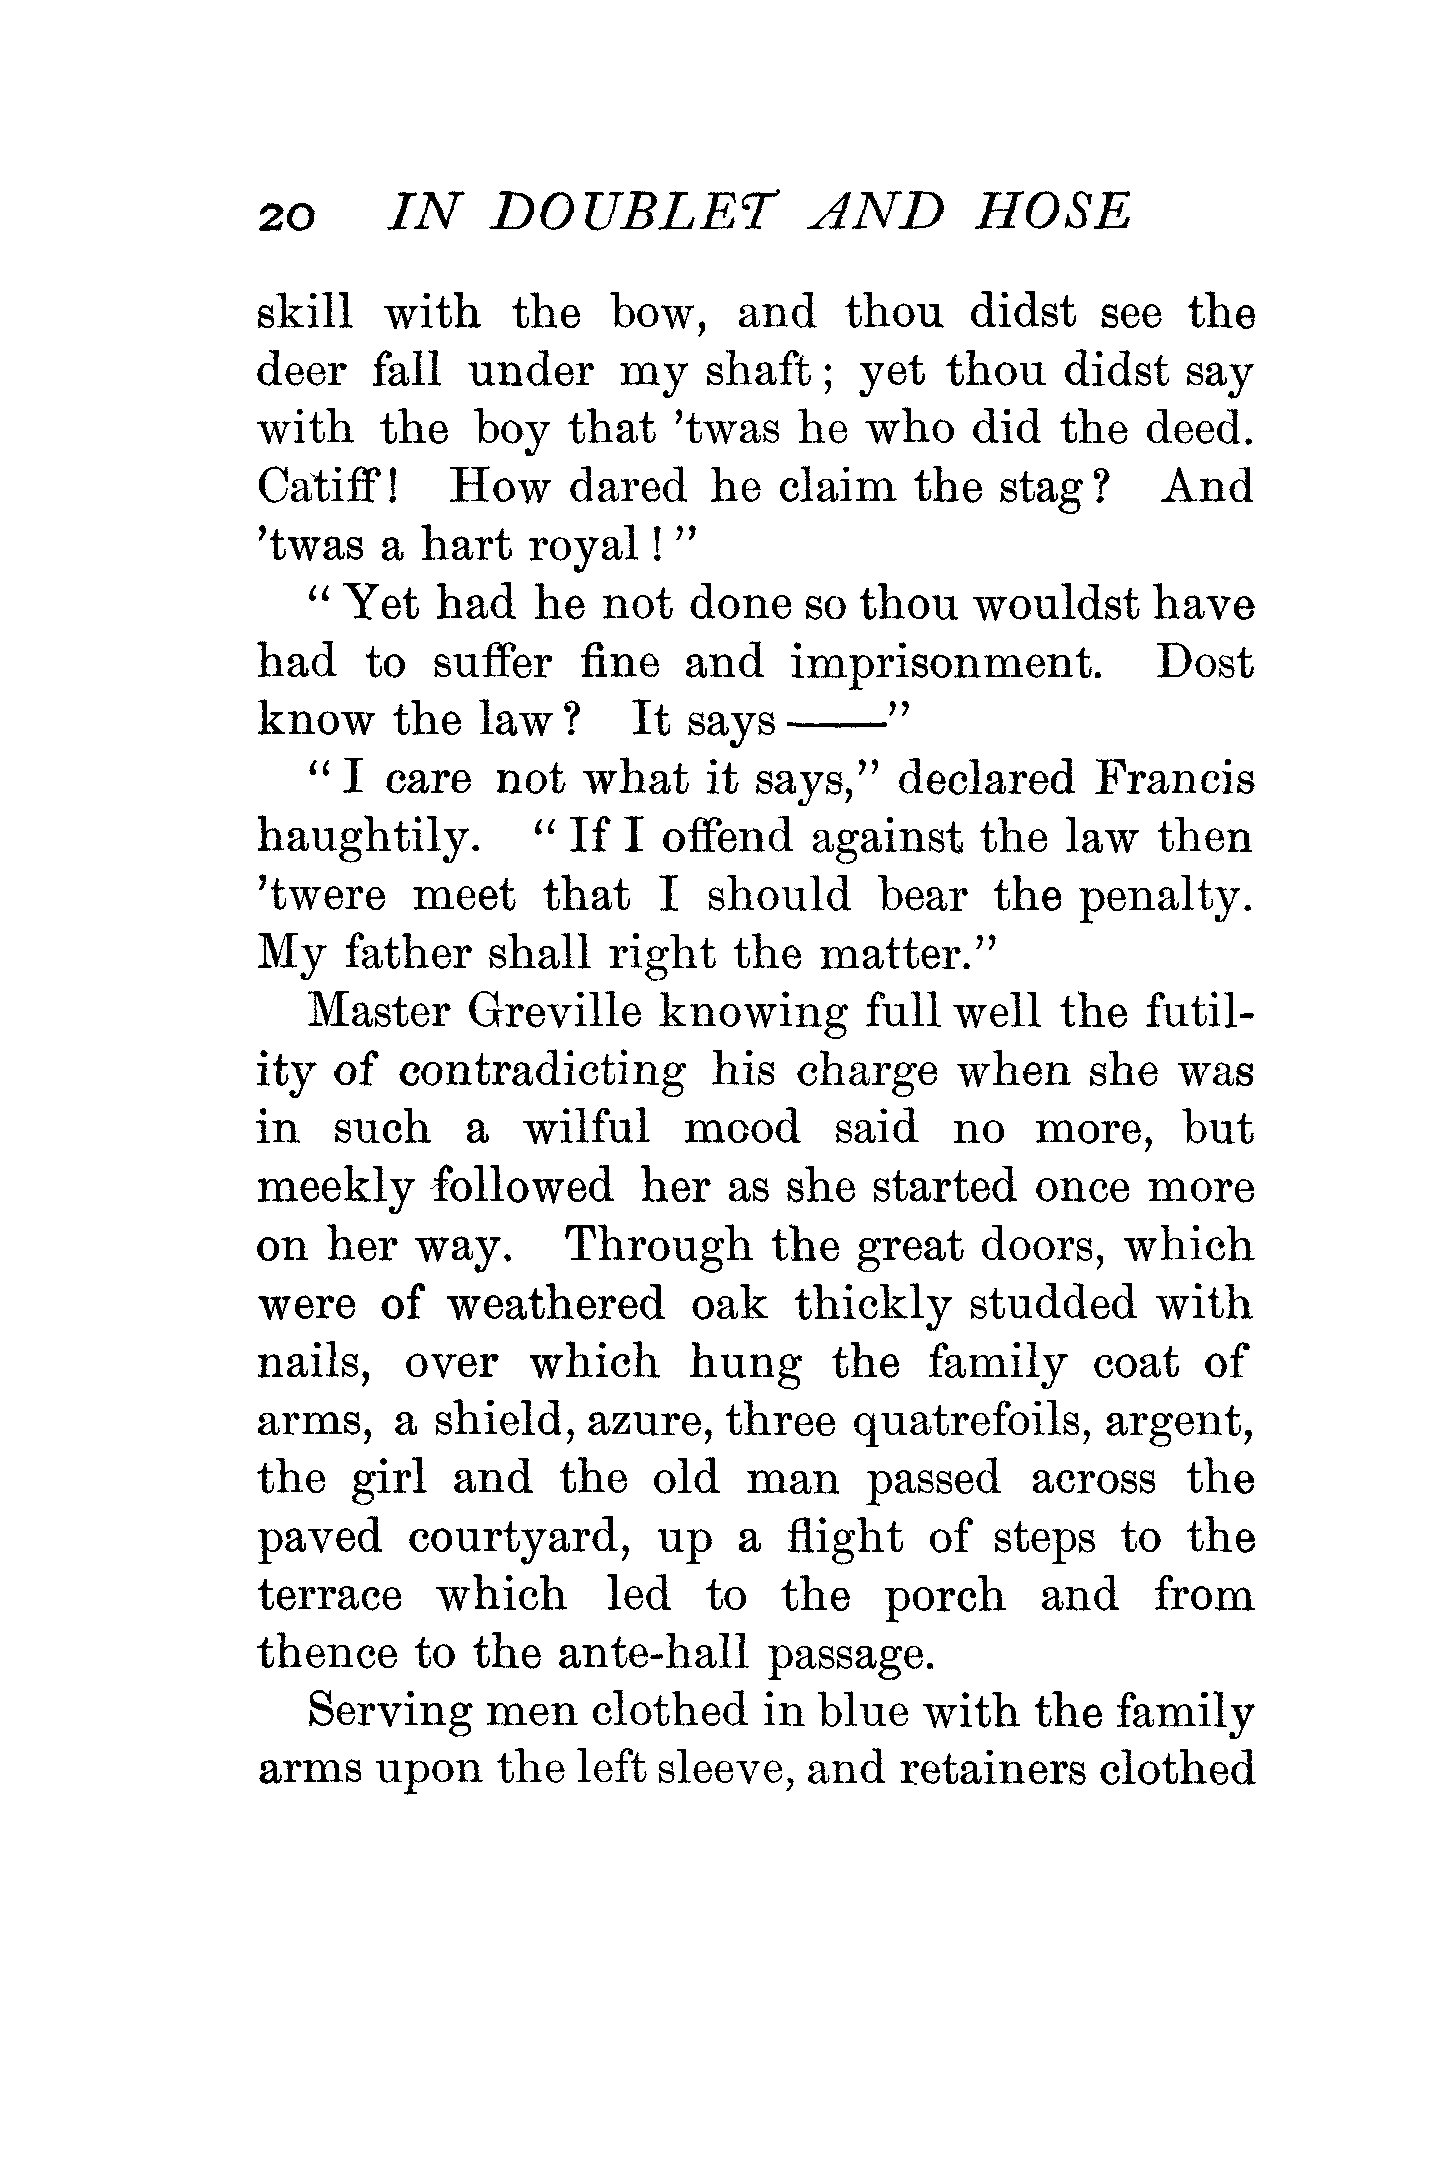 20 IN DOUBLET AND HOSE
skill with the bow, and thou didst see the
deer fall under my shaft; yet thou didst say
with the boy that 'twas he who did the deed.
Catiff! How dared he claim the stag? And
'twas a hart royal!"
"Yet had he not done so thou wouldst have
had to suffer fine and imprisonment. Dost
know the law? It says——"
"I care not what it says," declared Francis
haughtily. "If I offend against the law then
'twere meet that I should bear the penalty.
My father shall right the matter."
Master Greville knowing full well the futil-
ity of contradicting his charge when she was
in such a wilful mood said no more, but
meekly followed her as she started once more
on her way. Through the great doors, which
were of weathered oak thickly studded with
nails, over which hung the family coat of
arms, a shield, azure, three quatrefoils, argent,
the girl and the old man passed across the
paved courtyard, up a flight of steps to the
terrace which led to the porch and from
thence to the ante-hall passage.
Serving men clothed in blue with the family
arms upon the left sleeve, and retainers clothed